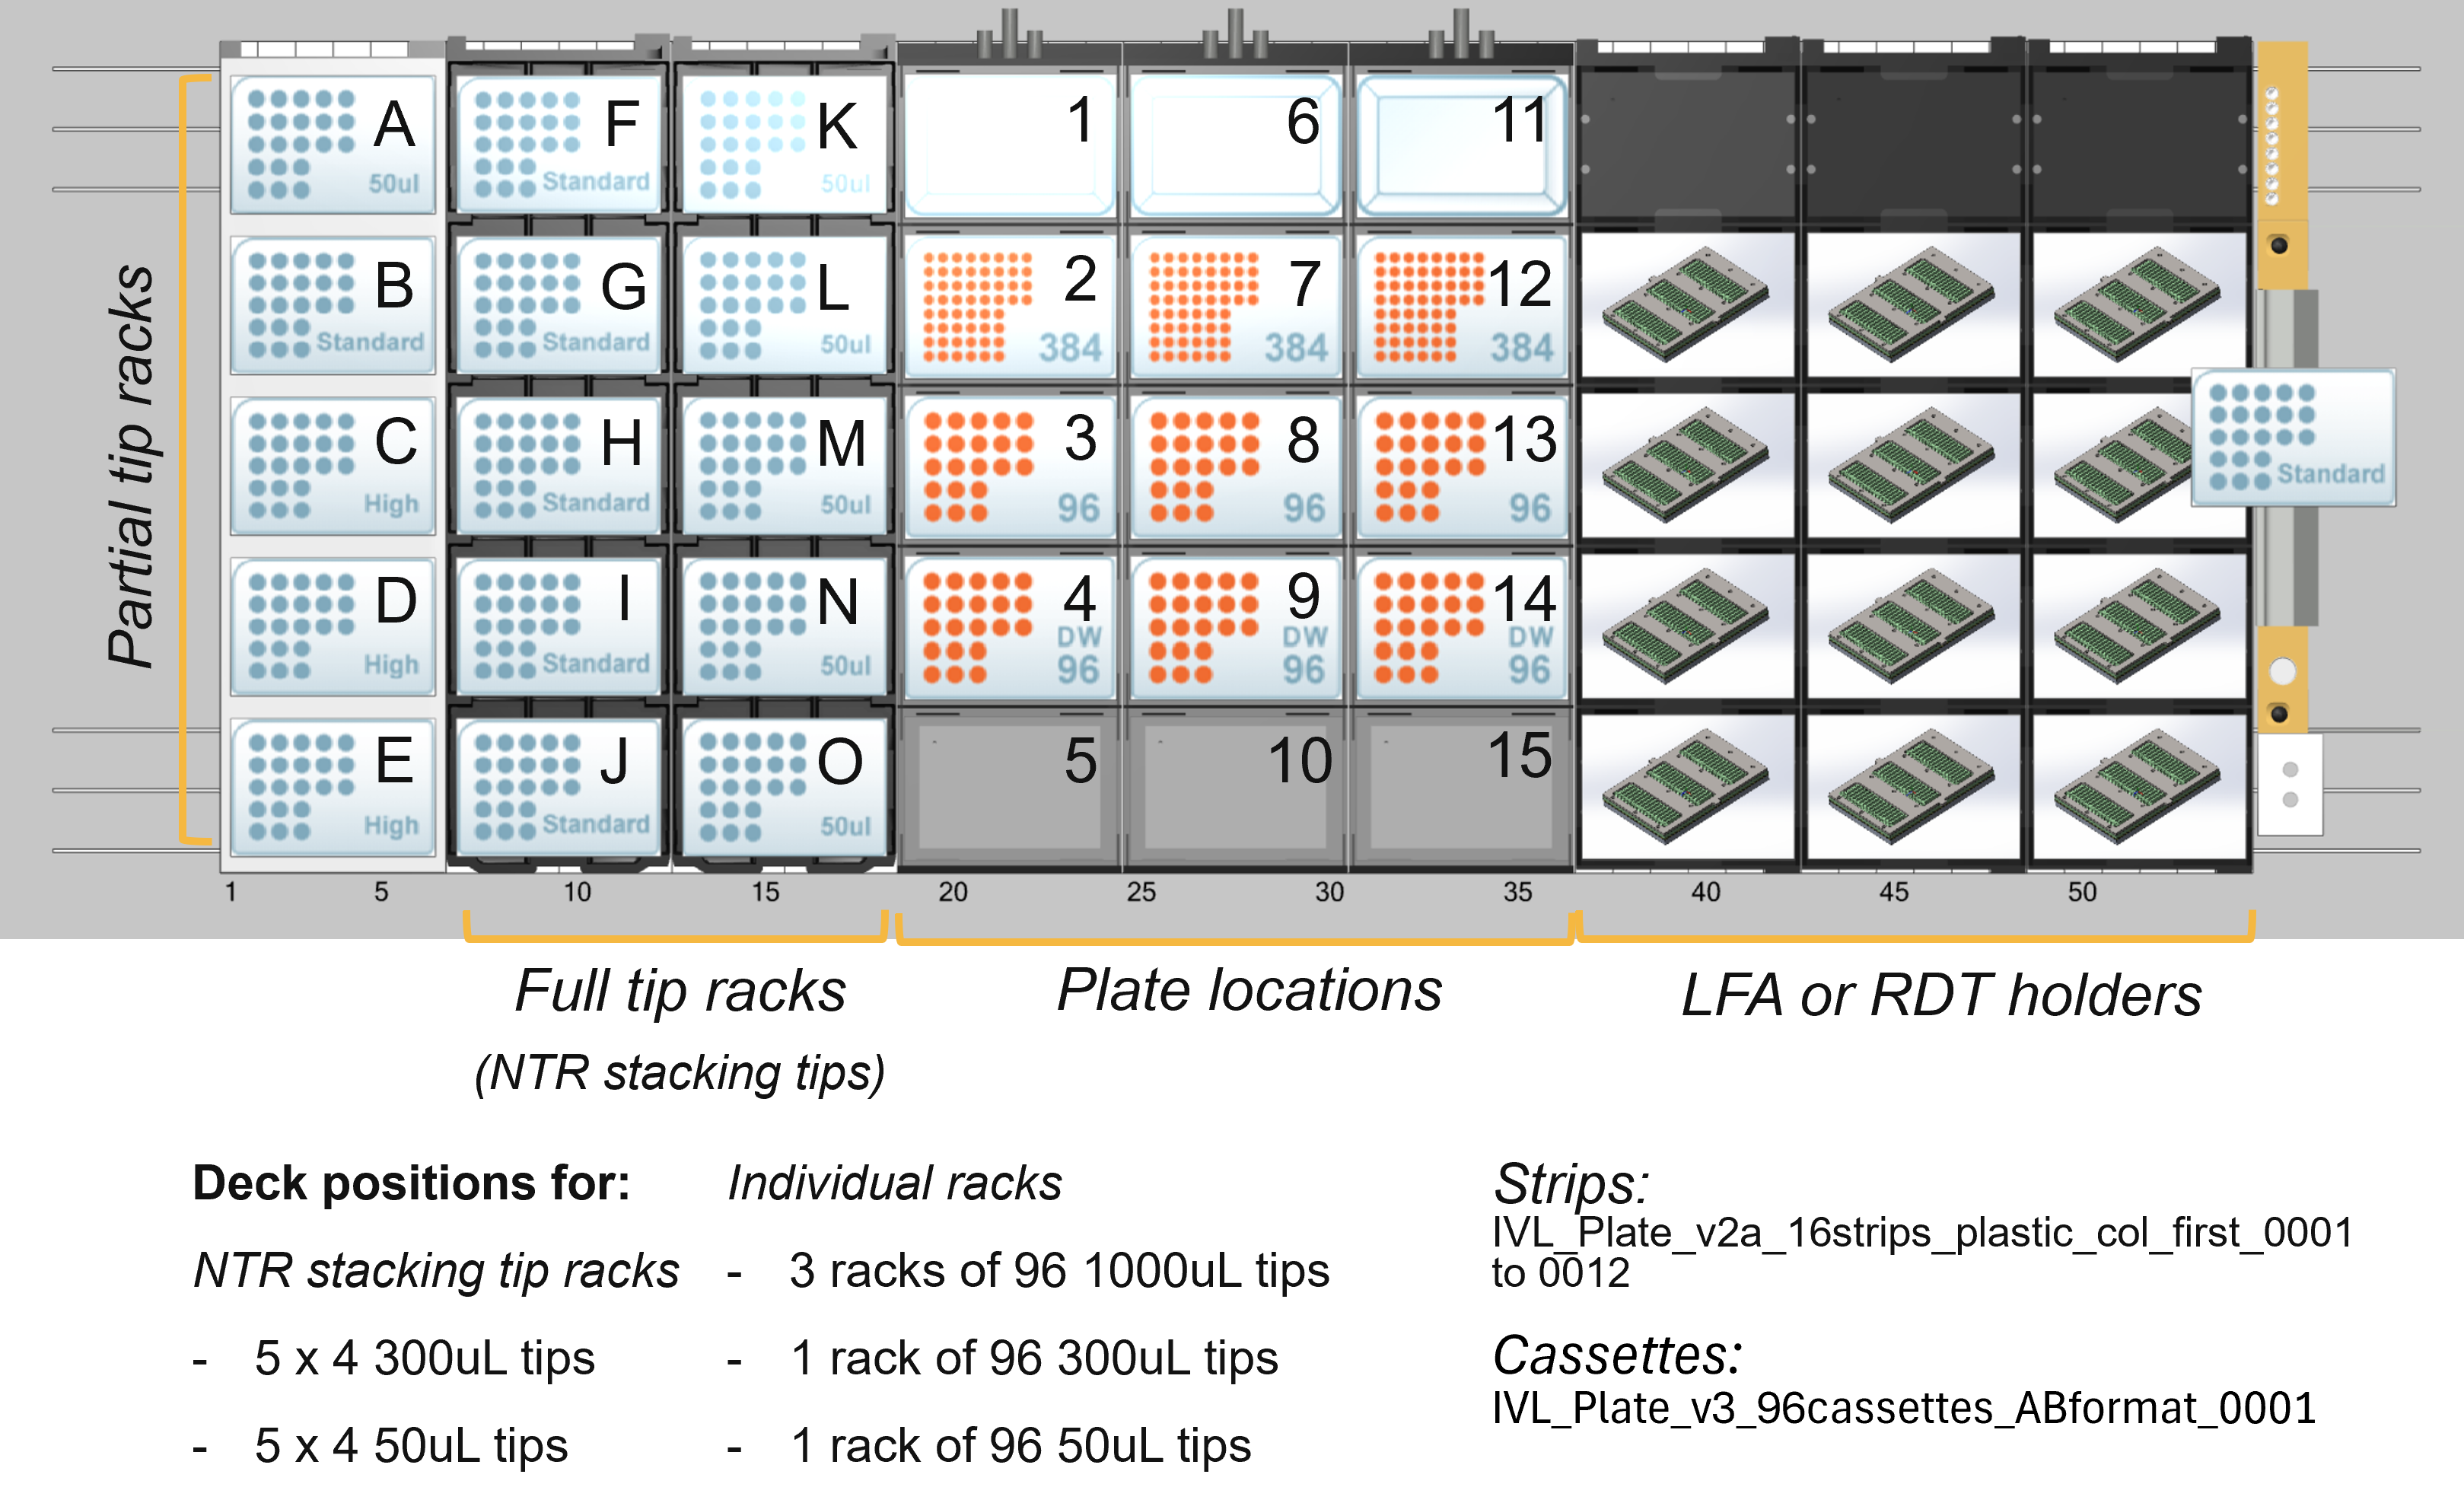 Partial tip racks
A
50ul
B
Standard
C
High
D
High
E
High
F
Standard
G
Standard
H
Standard
I
Standard
J
Standard
K
50ul
L
50ul
M
50ul
N
50ul
O
50ul
1
2
384
3
96
4
DW
96
5
6
7
384
8
96
9
DW
96
10
11
12
384
13
96
14
DW
96
15
Standard
1 5 10 15 20 25 30 35 40 45 50
Full tip racks
(NTR stacking tips)
Plate locations
LFA or RDT holders
Deck positions for:
NTR stacking tip racks
- 5 x 4 300uL tips
- 5 x 4 50uL tips
Individual racks
- 3 racks of 96 1000uL tips
- 1 rack of 96 300uL tips
- 1 rack of 96 50uL tips
Strips:
IVL_Plate_v2a_16strips_plastic_col_first_0001
to 0012
Cassettes:
IVL_Plate_v3_96cassettes_ABformat_0001